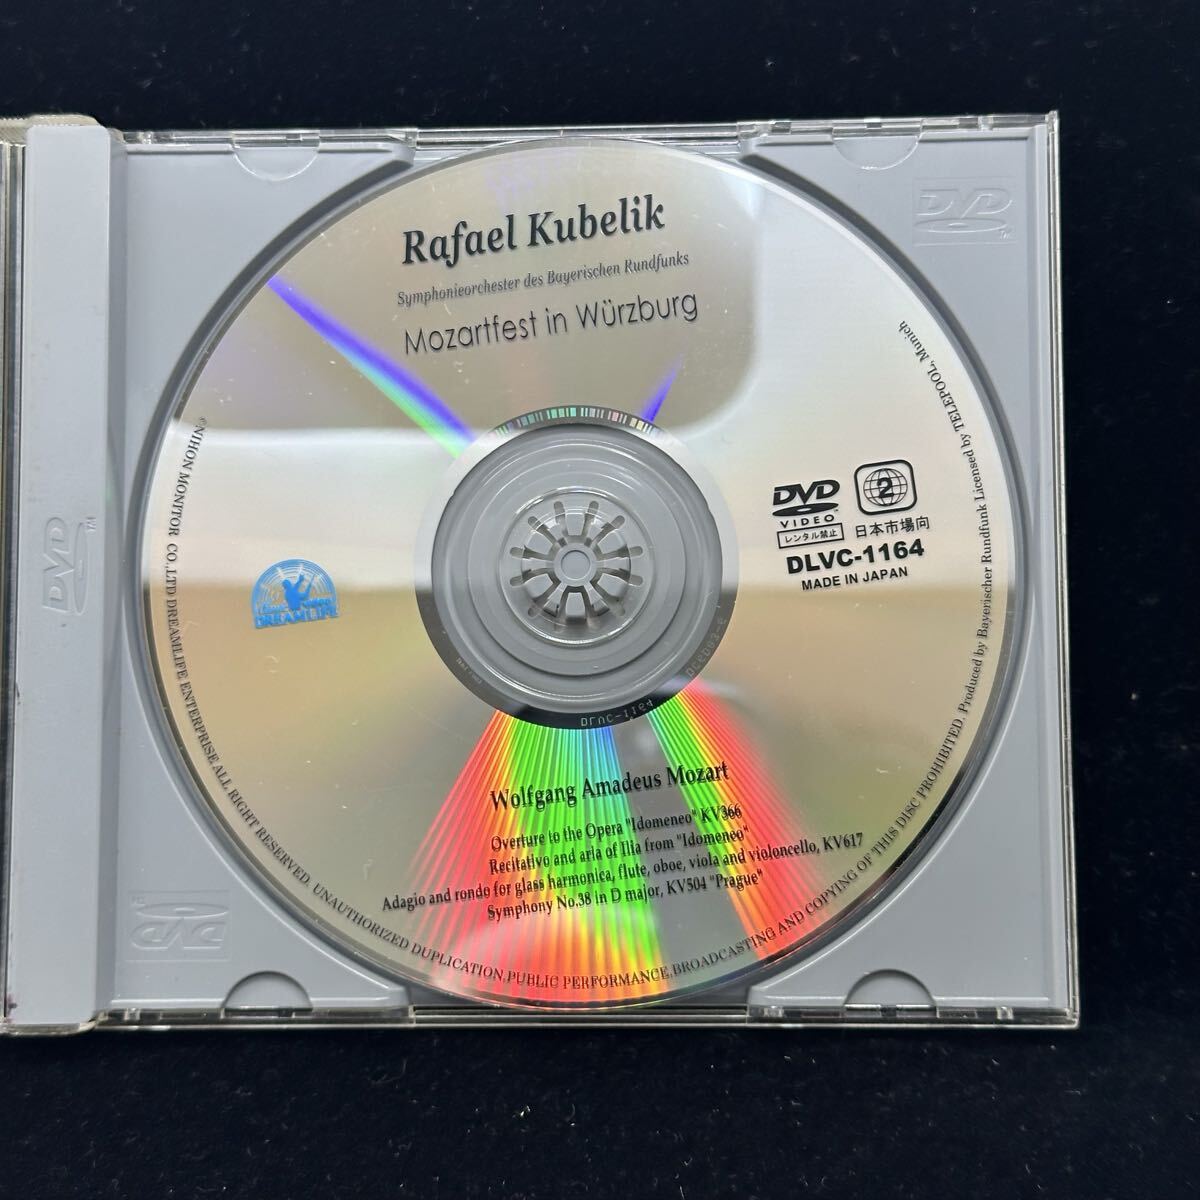 Rafael Kubelik
Symphonieorchester des Bayerischen Rundfunks
Mozartfest in Würzburg
DVD
VIDEO
レンタル禁止
2
日本市場向
DLVC-1164
MADE IN JAPAN
DREAMLIFE
DLVC-1164
Wolfgang Amadeus Mozart
Overture to the Opera "Idomeneo" KV366
Recitativo and aria of Ilia from "Idomeneo"
Adagio and rondo for glass harmonica, flute, oboe, viola and violoncello, KV617
Symphony No.38 in D major, KV504 "Prague"
©NIHON MONITOR CO.,LTD DREAMLIFE ENTERPRISE ALL RIGHT RESERVED. UNAUTHORIZED DUPLICATION,PUBLIC PERFORMANCE,BROADCASTING AND COPYING OF THIS DISC PROHIBITED. Produced by Bayerischer Rundfunk Licensed by TELEPOOL, Munich
DVD
TM
DVD
TM
DVD